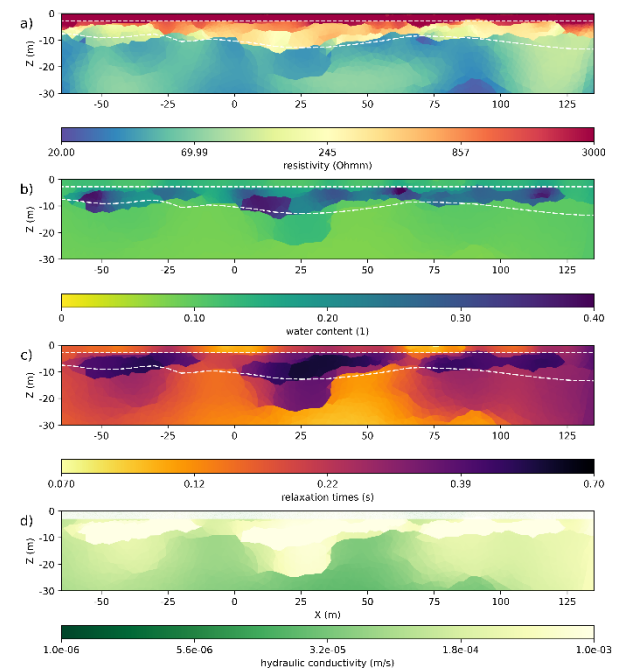 a)
0
-10
-20
-30
Z (m)
-50 -25 0 25 50 75 100 125
20.00 69.99 245 857 3000
resistivity (Ohmm)
b)
0
-10
-20
-30
Z (m)
-50 -25 0 25 50 75 100 125
0 0.10 0.20 0.30 0.40
water content (1)
c)
0
-10
-20
-30
Z (m)
-50 -25 0 25 50 75 100 125
0.070 0.12 0.22 0.39 0.70
relaxation times (s)
d)
0
-10
-20
-30
Z (m)
-50 -25 0 25 50 75 100 125
X (m)
1.0e-06 5.6e-06 3.2e-05 1.8e-04 1.0e-03
hydraulic conductivity (m/s)